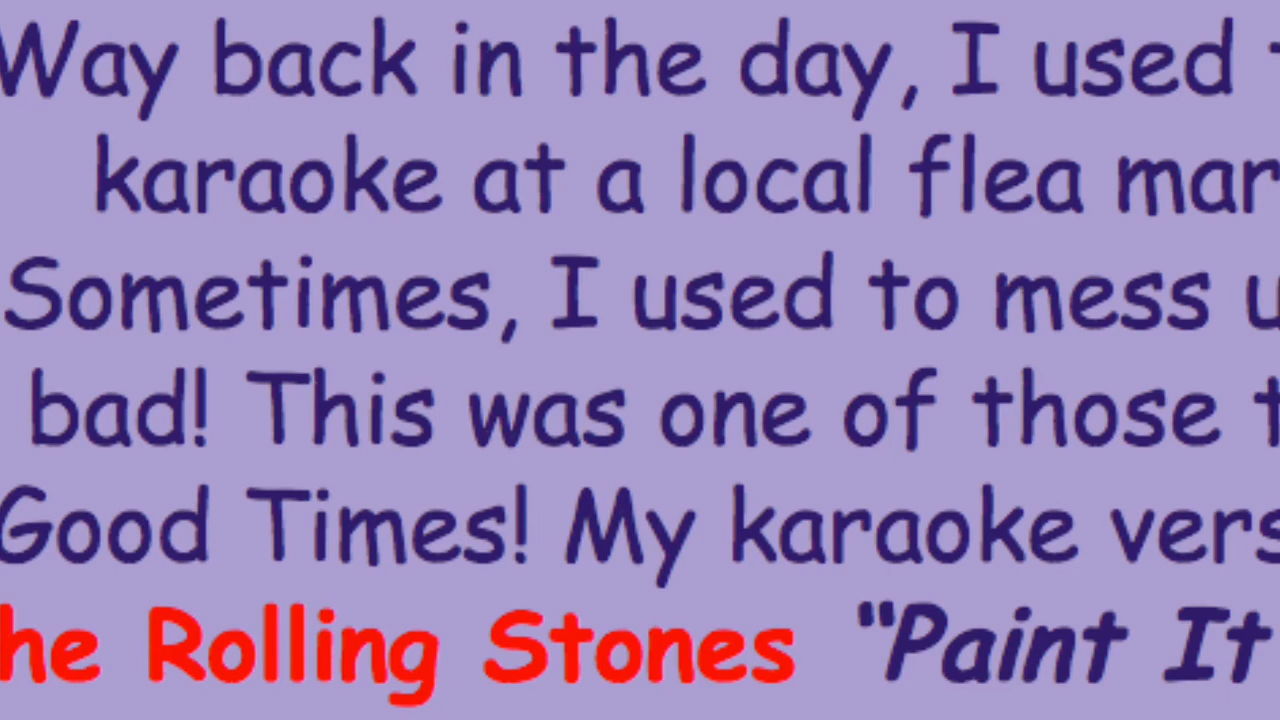 Way back in the day, I used t
karaoke at a local flea mar
Sometimes, I used to mess u
bad! This was one of those t
Good Times! My karaoke vers
he Rolling Stones "Paint It